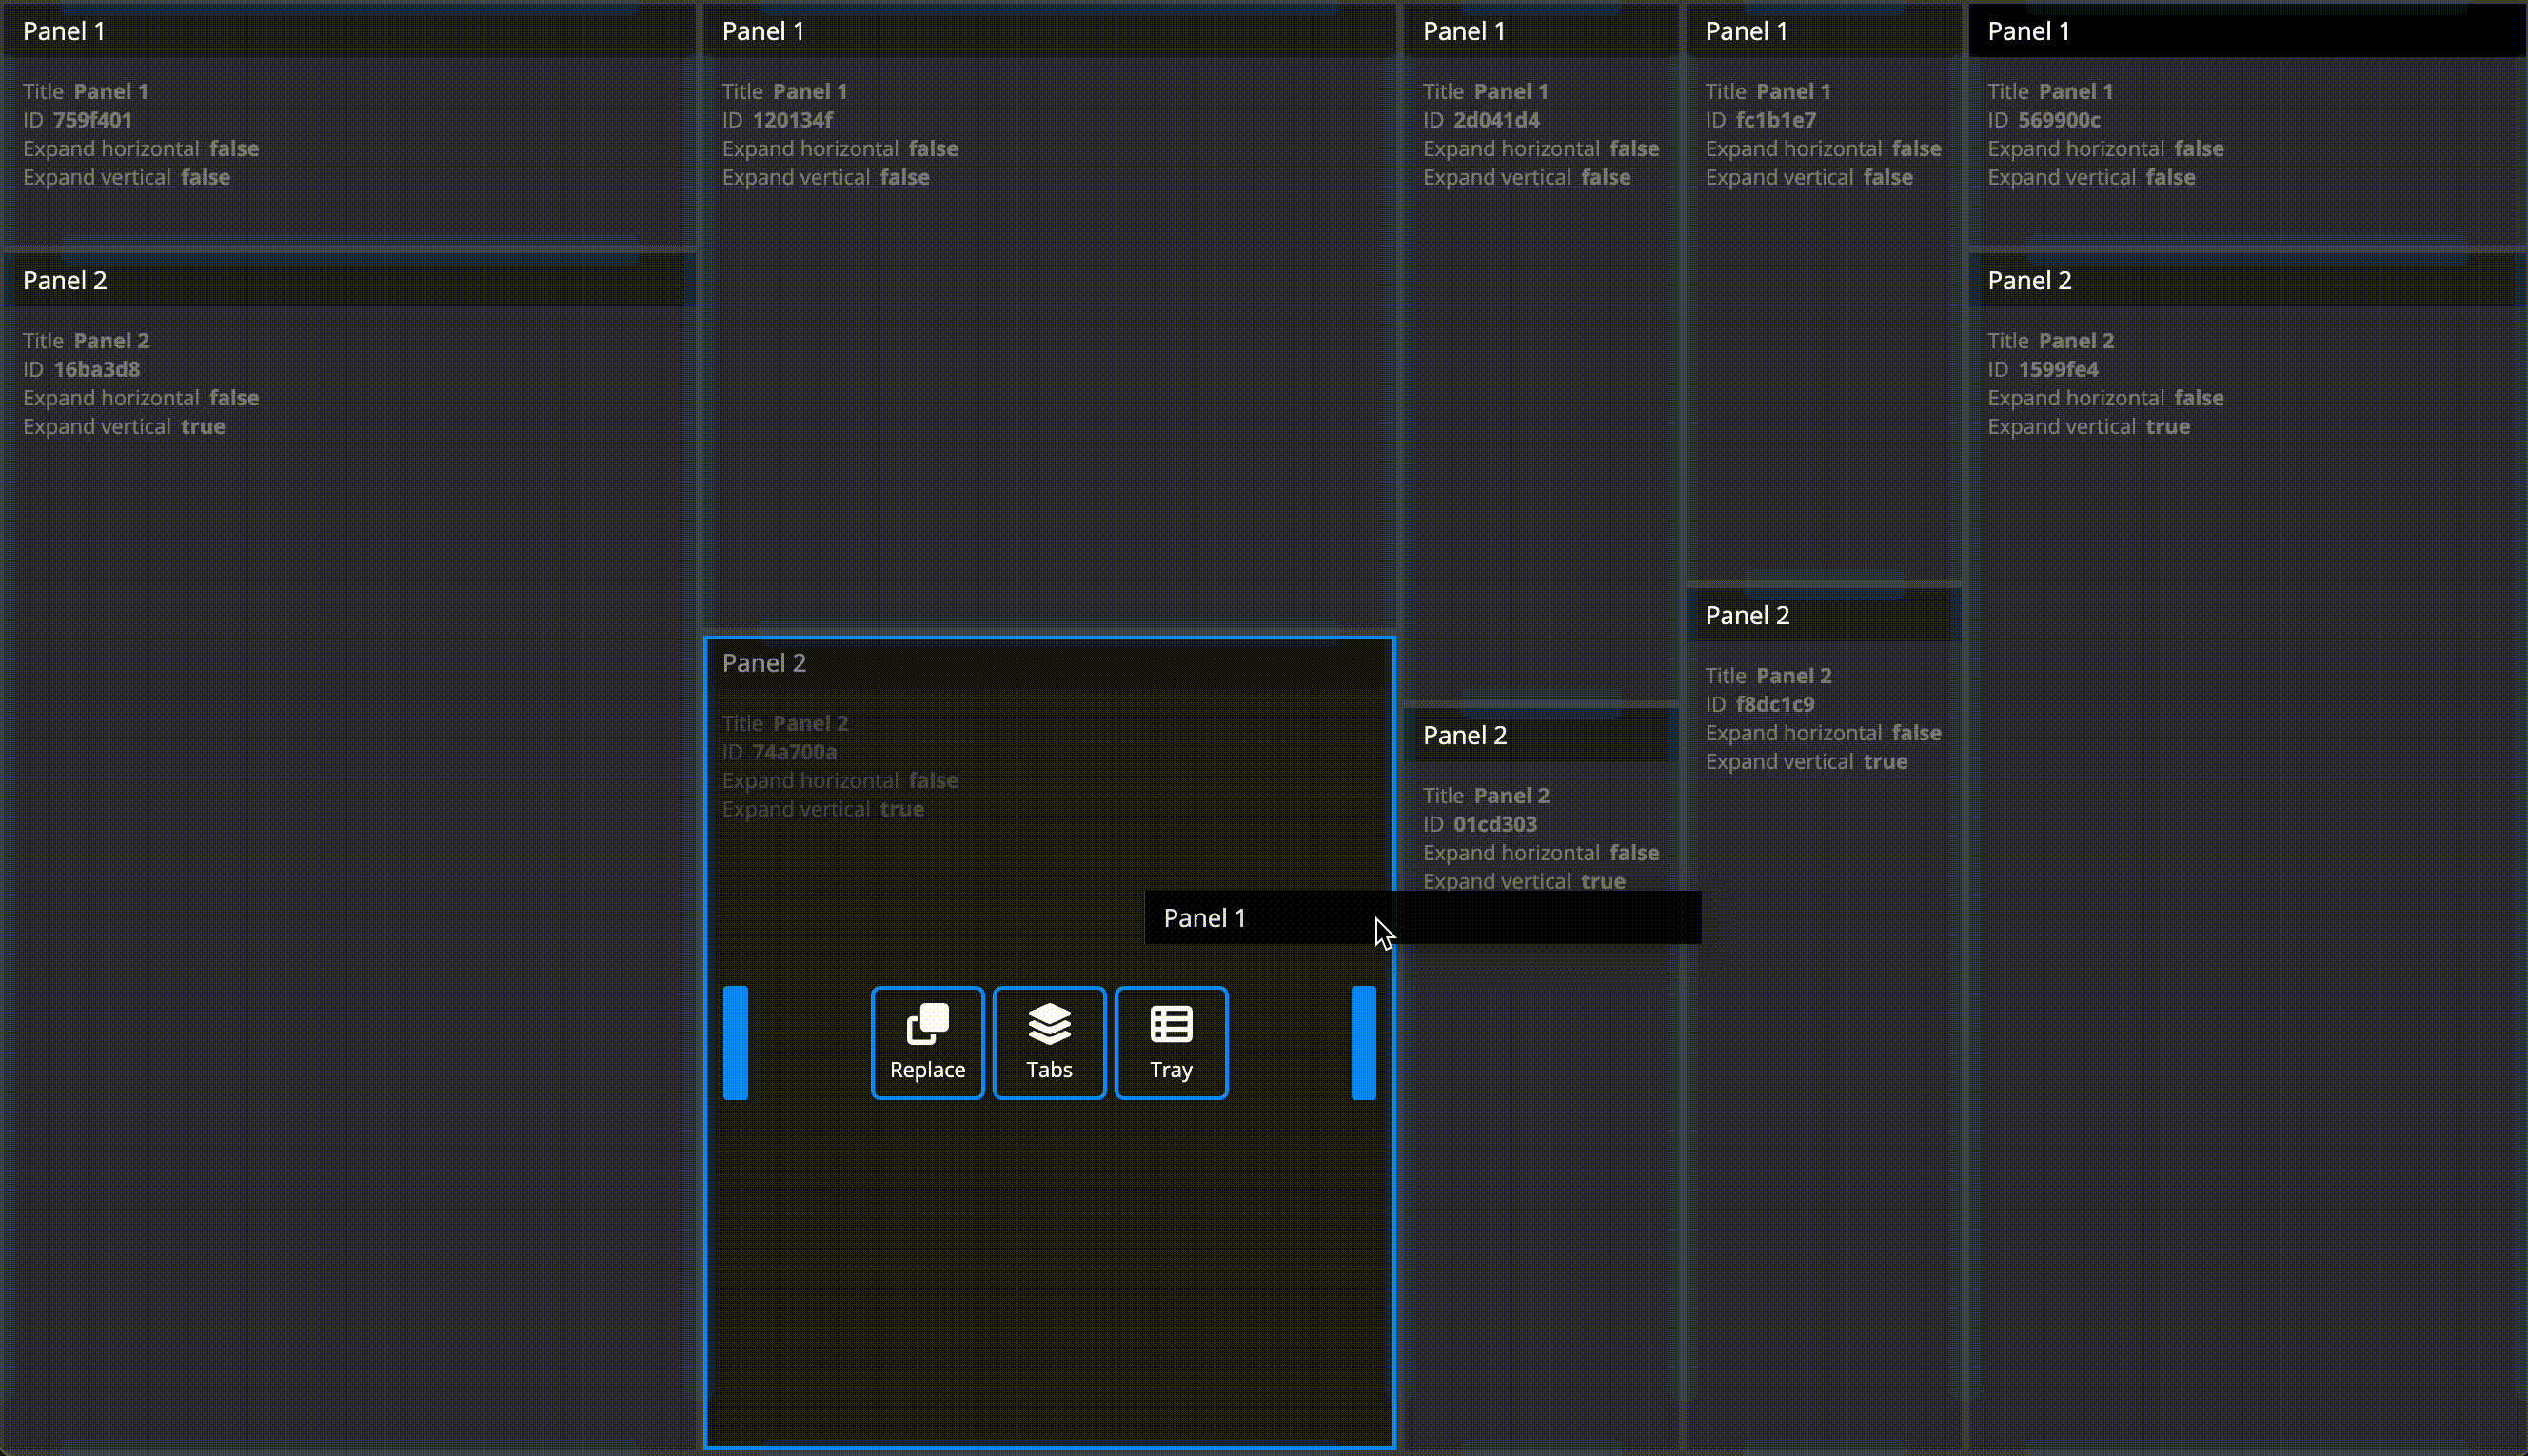 Panel 1
Title Panel 1
ID 759f401
Expand horizontal false
Expand vertical false
Panel 2
Title Panel 2
ID 16ba3d8
Expand horizontal false
Expand vertical true
Panel 1
Title Panel 1
ID 120134f
Expand horizontal false
Expand vertical false
Panel 2
Title Panel 2
ID 74a700a
Expand horizontal false
Expand vertical true
Replace
Tabs
Tray
Panel 1
Panel 1
Title Panel 1
ID 2d041d4
Expand horizontal false
Expand vertical false
Panel 2
Title Panel 2
ID 01cd303
Expand horizontal false
Expand vertical true
Panel 1
Title Panel 1
ID fc1b1e7
Expand horizontal false
Expand vertical false
Panel 2
Title Panel 2
ID f8dc1c9
Expand horizontal false
Expand vertical true
Panel 1
Title Panel 1
ID 569900c
Expand horizontal false
Expand vertical false
Panel 2
Title Panel 2
ID 1599fe4
Expand horizontal false
Expand vertical true